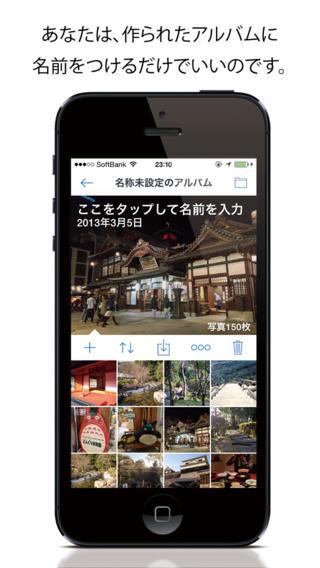 あなたは、作られたアルバムに
名前をつけるだけでいいのです。
SoftBank 23:10
名称未設定のアルバム
ここをタップして名前を入力
2013年3月5日
写真150枚